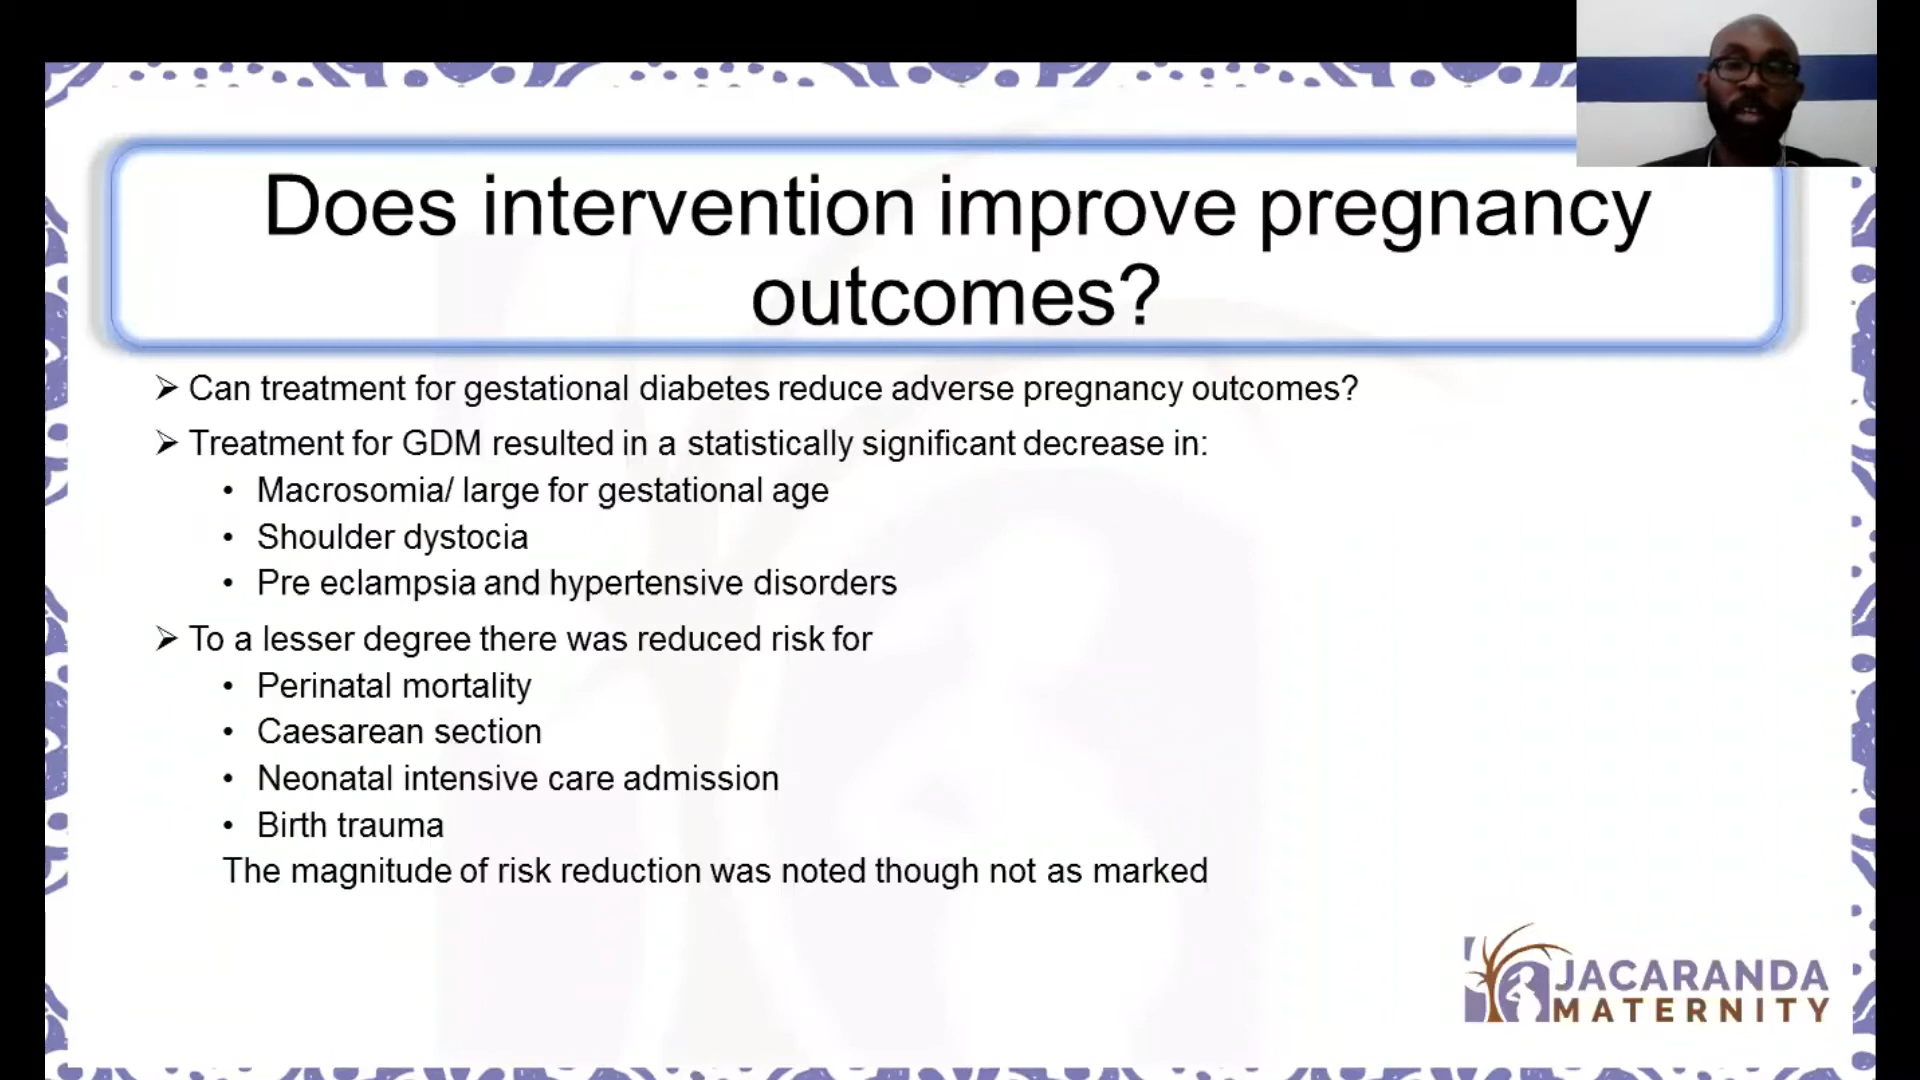 Does intervention improve pregnancy
outcomes?
➢ Can treatment for gestational diabetes reduce adverse pregnancy outcomes?
➢ Treatment for GDM resulted in a statistically significant decrease in:
• Macrosomia/ large for gestational age
• Shoulder dystocia
• Pre eclampsia and hypertensive disorders
➢ To a lesser degree there was reduced risk for
• Perinatal mortality
• Caesarean section
• Neonatal intensive care admission
• Birth trauma
The magnitude of risk reduction was noted though not as marked
JACARANDA
MATERNITY